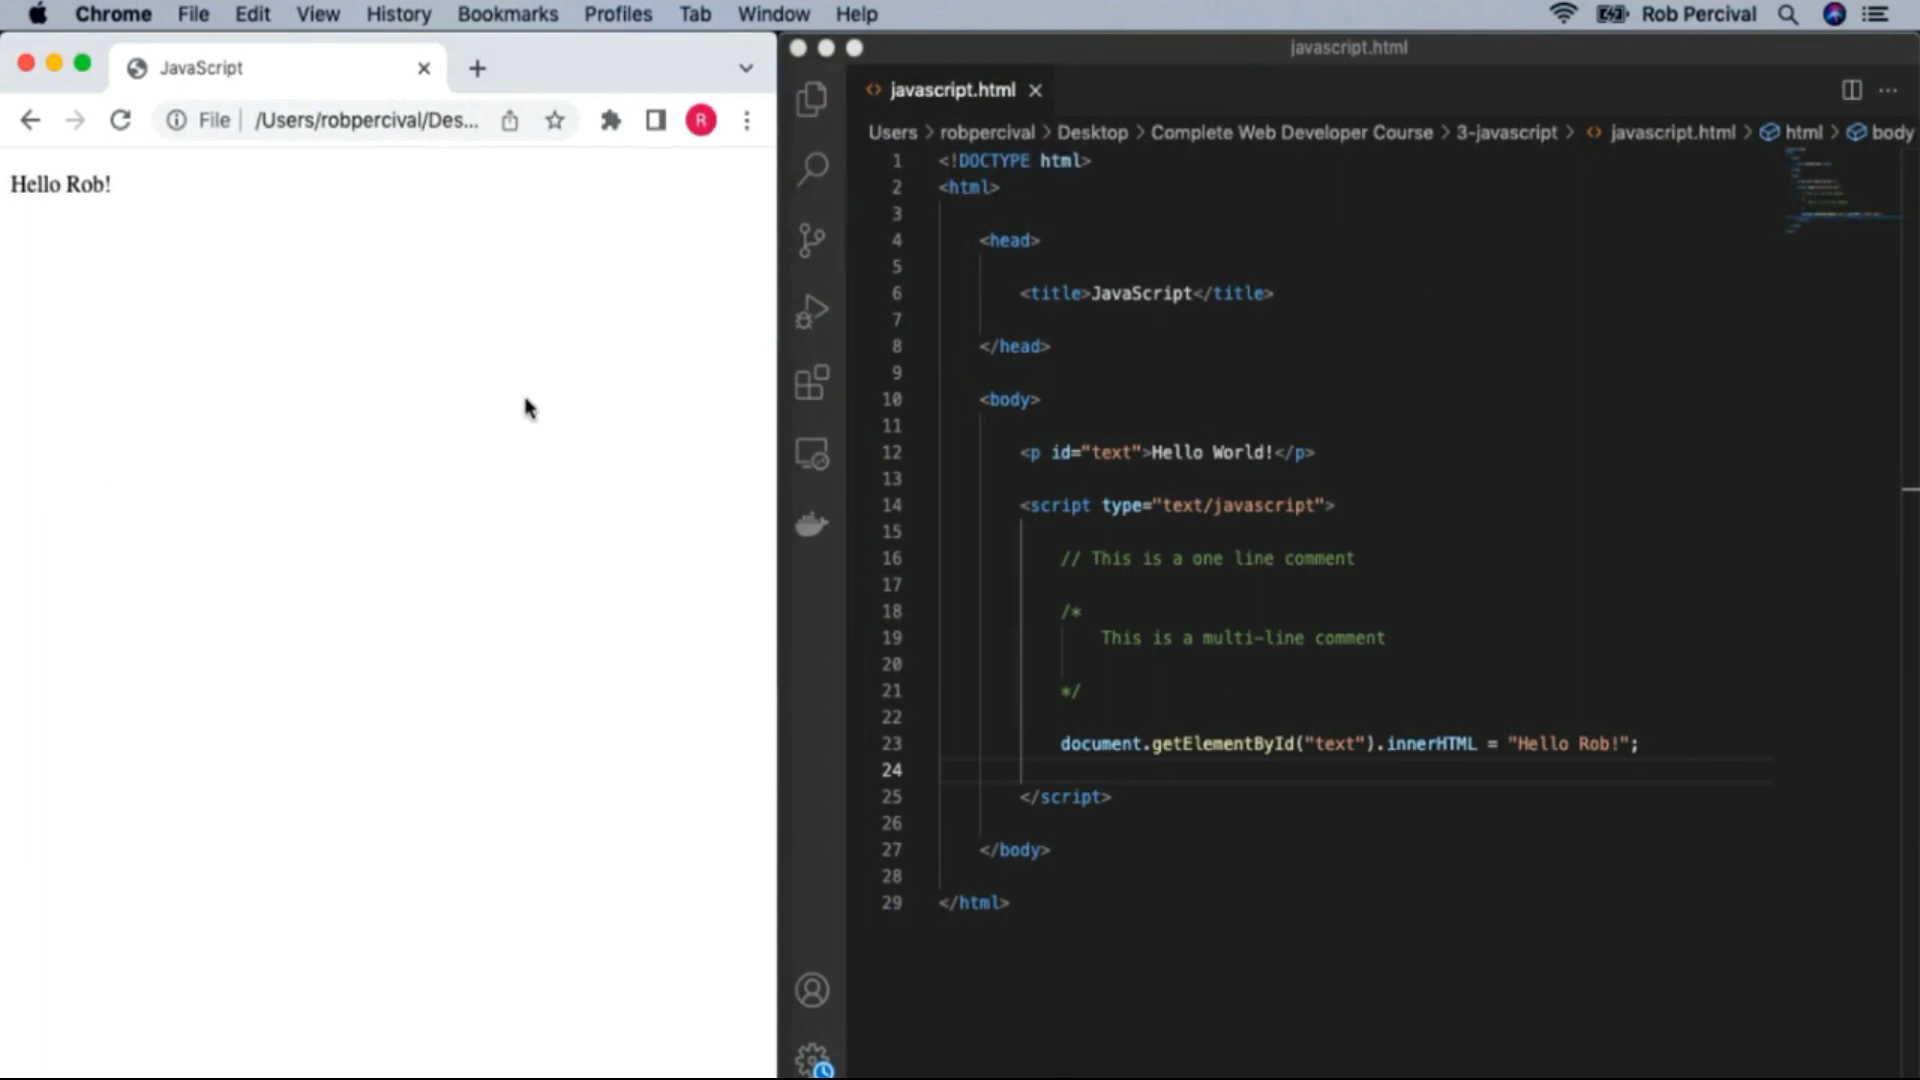 Chrome File Edit View History Bookmarks Profiles Tab Window Help Rob Percival
JavaScript
File /Users/robpercival/Des...
R
Hello Rob!
javascript.html
javascript.html
Users > robpercival > Desktop > Complete Web Developer Course > 3-javascript > javascript.html > html > body
1 <!DOCTYPE html>
2 <html>
3
4 <head>
5
6 <title>JavaScript</title>
7
8 </head>
9
10 <body>
11
12 <p id="text">Hello World!</p>
13
14 <script type="text/javascript">
15
16 // This is a one line comment
17
18 /*
19 This is a multi-line comment
20
21 */
22
23 document.getElementById("text").innerHTML = "Hello Rob!";
24
25 </script>
26
27 </body>
28
29 </html>